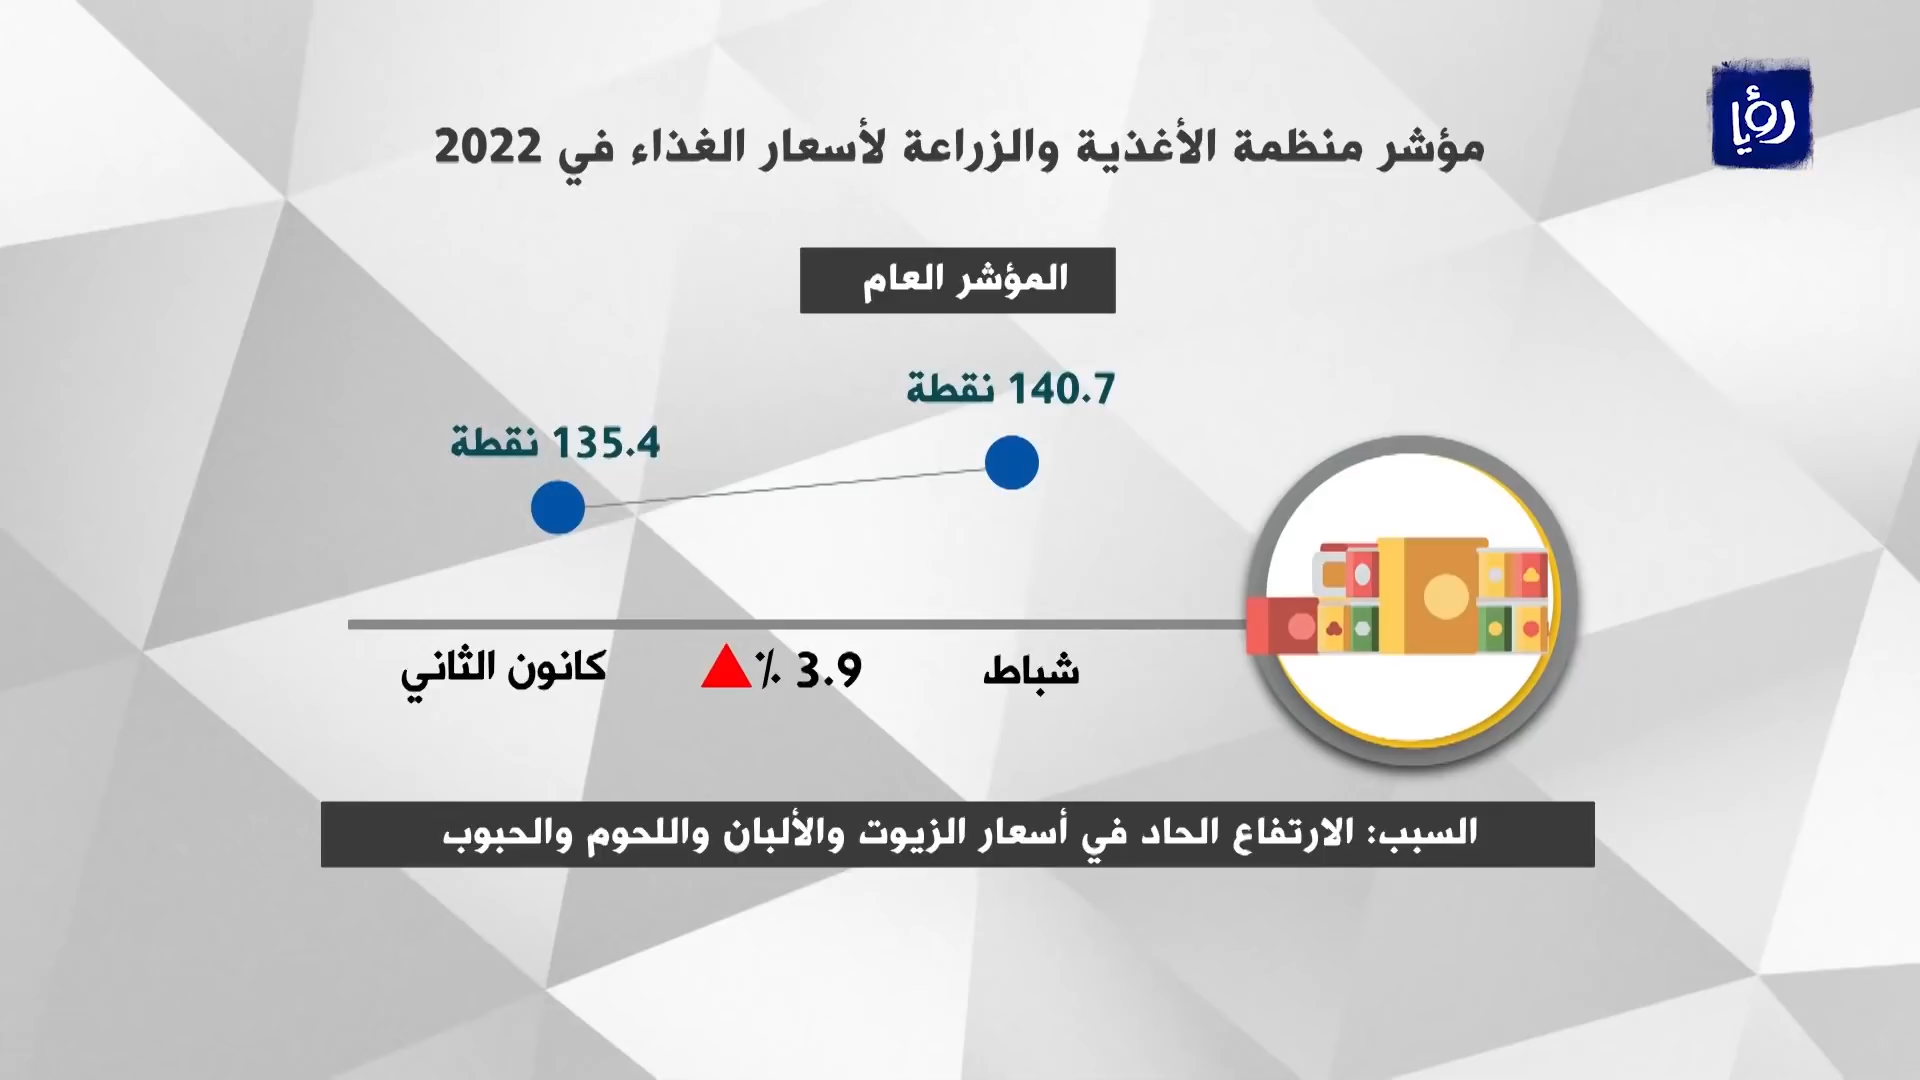 رؤيا
مؤشر منظمة الأغذية والزراعة لأسعار الغذاء في 2022
المؤشر العام
140.7 نقطة
135.4 نقطة
شباط
3.9 ٪
كانون الثاني
السبب: الارتفاع الحاد في أسعار الزيوت والألبان واللحوم والحبوب